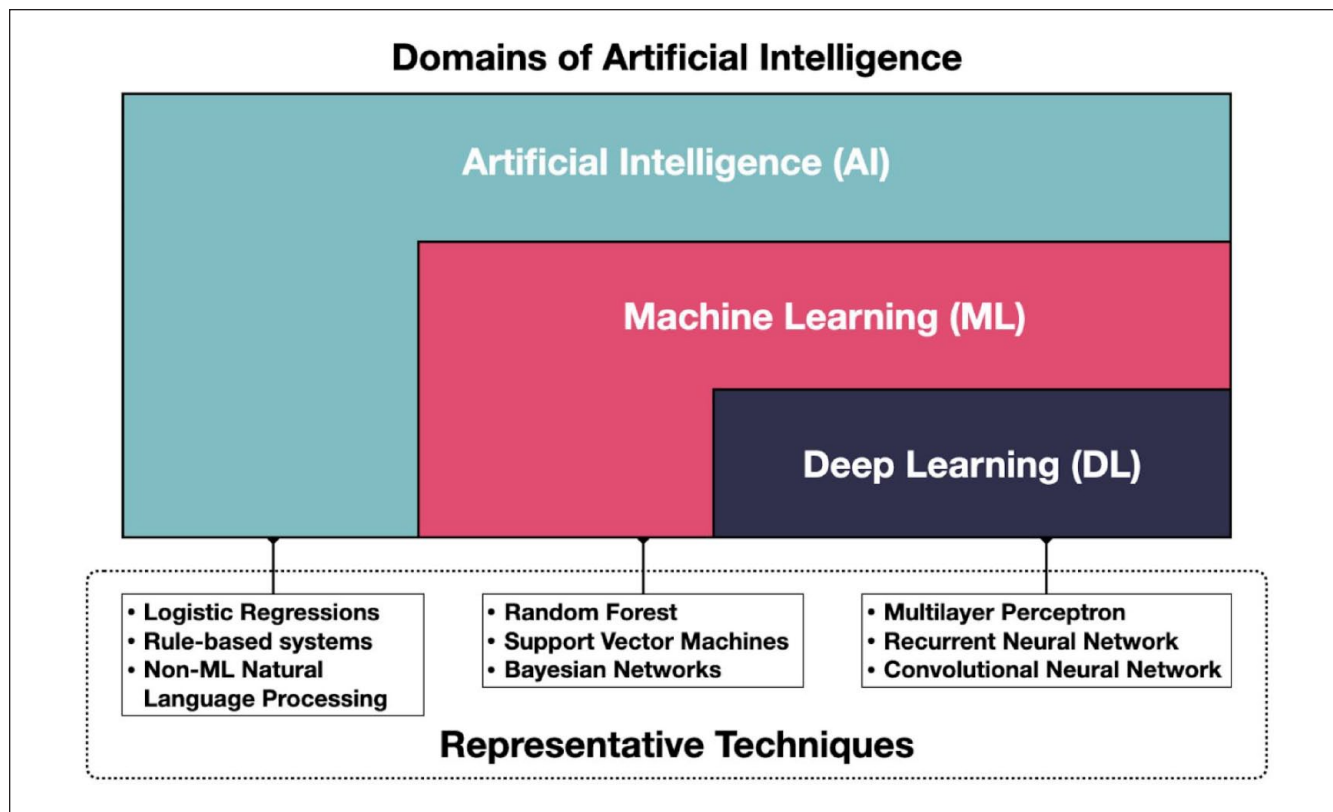 Domains of Artificial Intelligence
Artificial Intelligence (AI)
Machine Learning (ML)
Deep Learning (DL)
• Logistic Regressions
• Rule-based systems
• Non-ML Natural
Language Processing
• Random Forest
• Support Vector Machines
• Bayesian Networks
• Multilayer Perceptron
• Recurrent Neural Network
• Convolutional Neural Network
Representative Techniques